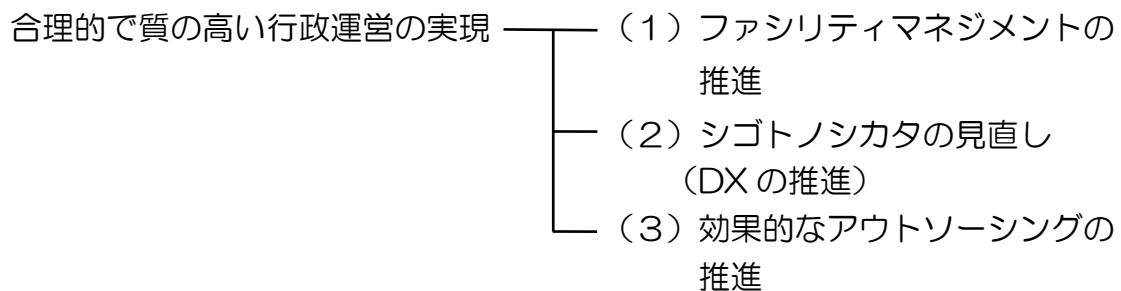 合理的で質の高い行政運営の実現
（１）ファシリティマネジメントの
推進
（２）シゴトノシカタの見直し
（DX の推進）
（３）効果的なアウトソーシングの
推進